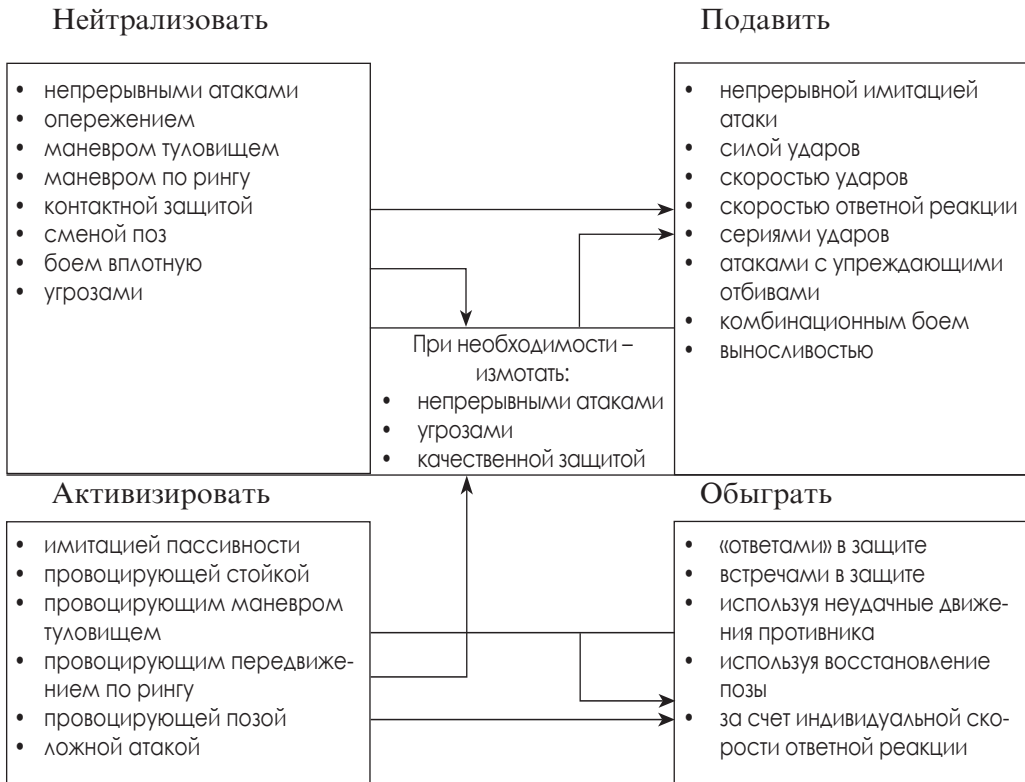 Нейтрализовать
• непрерывными атаками
• опережением
• маневром туловищем
• маневром по рингу
• контактной защитой
• сменой поз
• боем вплотную
• угрозами
Подавить
• непрерывной имитацией
атаки
• силой ударов
• скоростью ударов
• скоростью ответной реакции
• сериями ударов
• атаками с упреждающими
отбивами
• комбинационным боем
• выносливостью
При необходимости –
измотать:
• непрерывными атаками
• угрозами
• качественной защитой
Активизировать
• имитацией пассивности
• провоцирующей стойкой
• провоцирующим маневром
туловищем
• провоцирующим передвиже-
нием по рингу
• провоцирующей позой
• ложной атакой
Обыграть
• «ответами» в защите
• встречами в защите
• используя неудачные движе-
ния противника
• используя восстановление
позы
• за счет индивидуальной ско-
рости ответной реакции